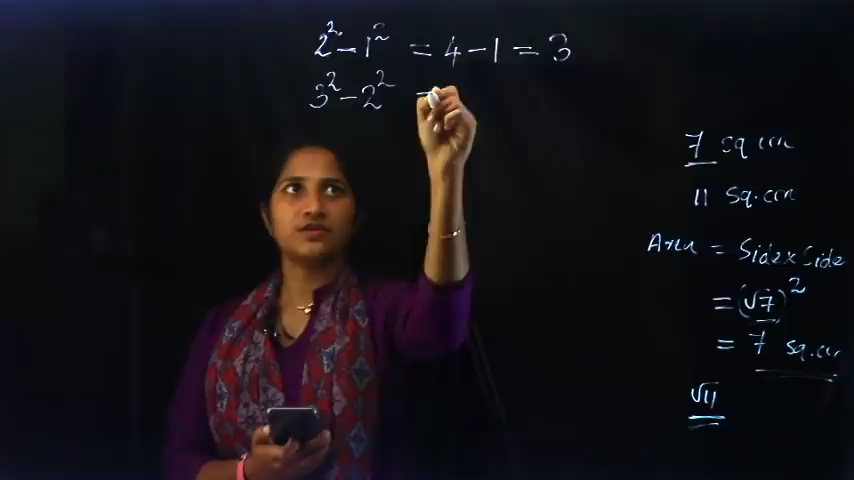 2² - 1² = 4 - 1 = 3
3² - 2² =
7 sq cm
11 sq.cm
Area = Side x Side
= (√7)²
= 7 sq.cm
√11